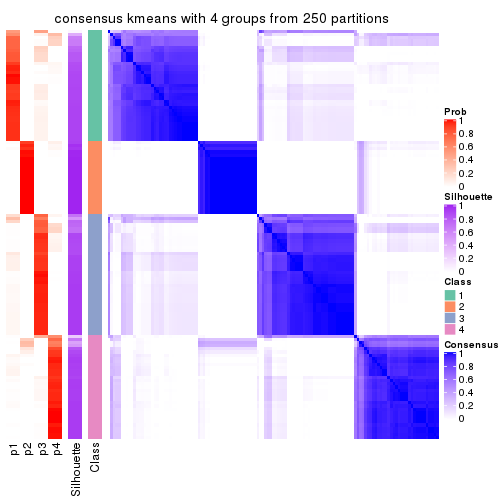 consensus kmeans with 4 groups from 250 partitions
Prob
1
0.8
0.6
0.4
0.2
0
Silhouette
1
0.8
0.6
0.4
0.2
0
Class
1
2
3
4
Consensus
1
0.8
0.6
0.4
0.2
0
p1
p2
p3
p4
Silhouette
Class